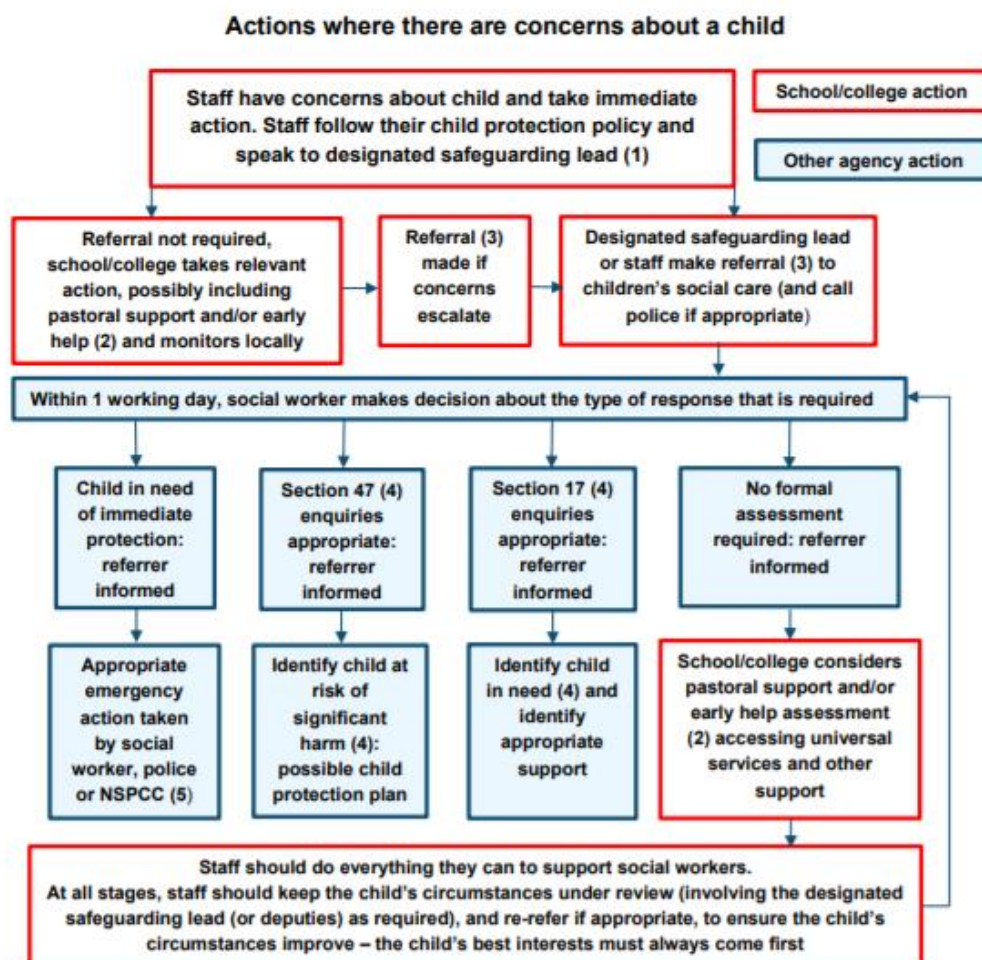 Actions where there are concerns about a child
Staff have concerns about child and take immediate
action. Staff follow their child protection policy and
speak to designated safeguarding lead (1)
School/college action
Other agency action
Referral not required,
school/college takes relevant
action, possibly including
pastoral support and/or early
help (2) and monitors locally
Referral (3)
made if
concerns
escalate
Designated safeguarding lead
or staff make referral (3) to
children’s social care (and call
police if appropriate)
Within 1 working day, social worker makes decision about the type of response that is required
Child in need
of immediate
protection:
referrer
informed
Section 47 (4)
enquiries
appropriate:
referrer
informed
Section 17 (4)
enquiries
appropriate:
referrer
informed
No formal
assessment
required: referrer
informed
Appropriate
emergency
action taken
by social
worker, police
or NSPCC (5)
Identify child at
risk of
significant
harm (4):
possible child
protection plan
Identify child
in need (4) and
identify
appropriate
support
School/college considers
pastoral support and/or
early help assessment
(2) accessing universal
services and other
support
Staff should do everything they can to support social workers.
At all stages, staff should keep the child’s circumstances under review (involving the designated
safeguarding lead (or deputies) as required), and re-refer if appropriate, to ensure the child’s
circumstances improve – the child’s best interests must always come first